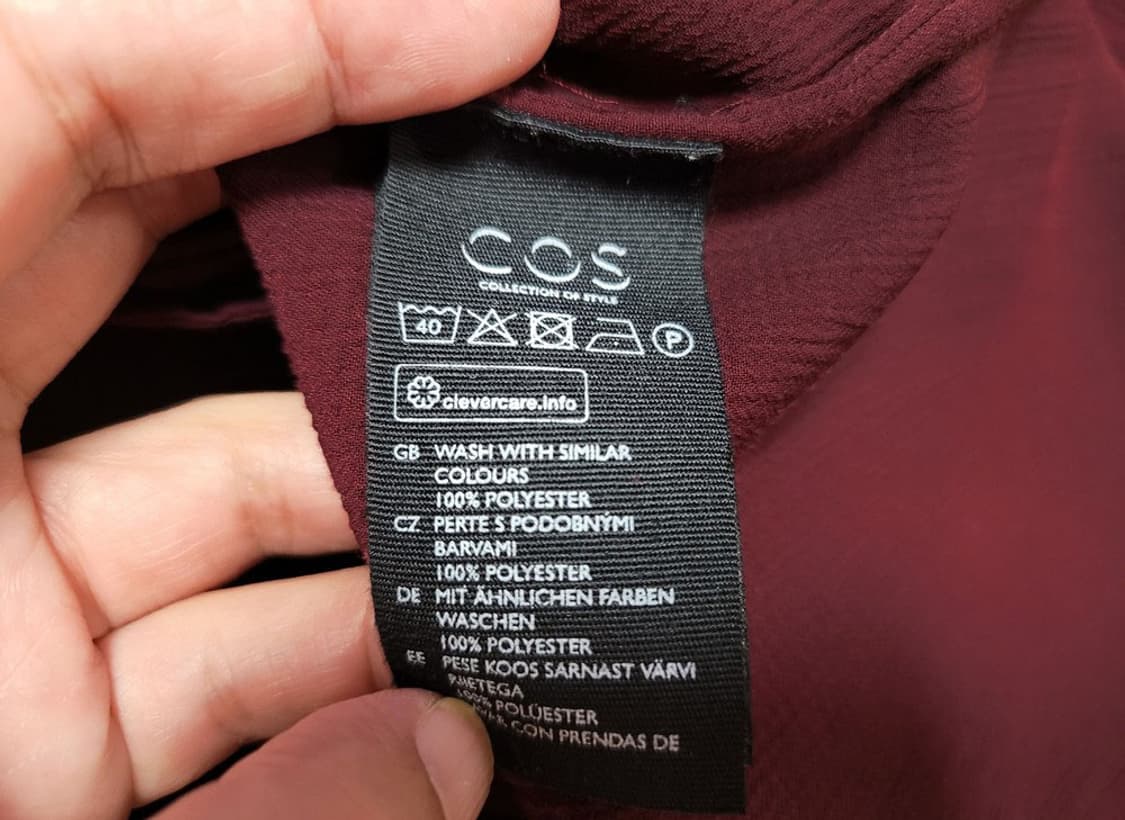 COS
COLLECTION OF STYLE
40
P
clevercare.info
GB WASH WITH SIMILAR
COLOURS
100% POLYESTER
CZ PERTE S PODOBNÝMI
BARVAMI
100% POLYESTER
DE MIT ÄHNLICHEN FARBEN
WASCHEN
100% POLYESTER
EE PESE KOOS SARNAST VÄRVI
RIIETEGA
100% POLÜESTER
CON PRENDAS DE